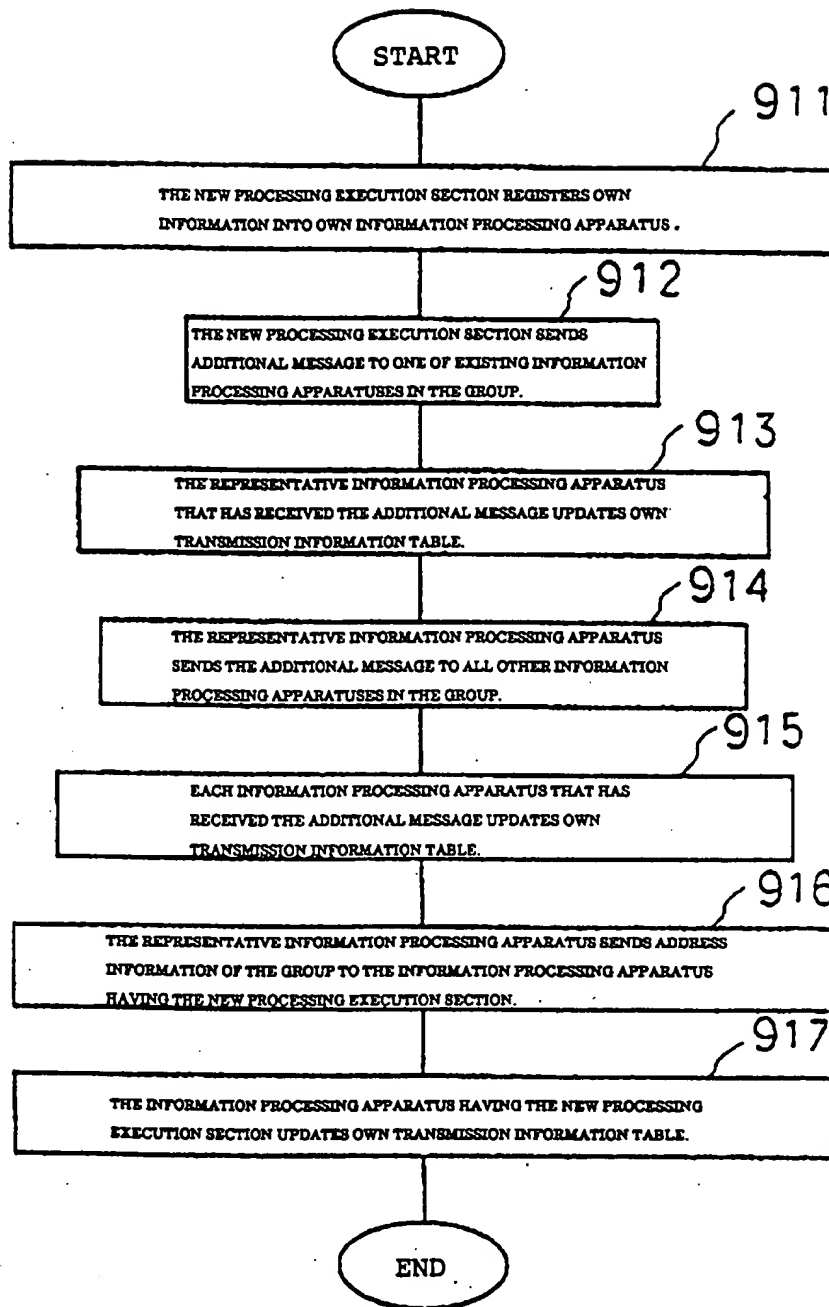 START
911
THE NEW PROCESSING EXECUTION SECTION REGISTERS OWN
INFORMATION INTO OWN INFORMATION PROCESSING APPARATUS.
912
THE NEW PROCESSING EXECUTION SECTION SENDS
ADDITIONAL MESSAGE TO ONE OF EXISTING INFORMATION
PROCESSING APPARATUSES IN THE GROUP.
913
THE REPRESENTATIVE INFORMATION PROCESSING APPARATUS
THAT HAS RECEIVED THE ADDITIONAL MESSAGE UPDATES OWN
TRANSMISSION INFORMATION TABLE.
914
THE REPRESENTATIVE INFORMATION PROCESSING APPARATUS
SENDS THE ADDITIONAL MESSAGE TO ALL OTHER INFORMATION
PROCESSING APPARATUSES IN THE GROUP.
915
EACH INFORMATION PROCESSING APPARATUS THAT HAS
RECEIVED THE ADDITIONAL MESSAGE UPDATES OWN
TRANSMISSION INFORMATION TABLE.
916
THE REPRESENTATIVE INFORMATION PROCESSING APPARATUS SENDS ADDRESS
INFORMATION OF THE GROUP TO THE INFORMATION PROCESSING APPARATUS
HAVING THE NEW PROCESSING EXECUTION SECTION.
917
THE INFORMATION PROCESSING APPARATUS HAVING THE NEW PROCESSING
EXECUTION SECTION UPDATES OWN TRANSMISSION INFORMATION TABLE.
END